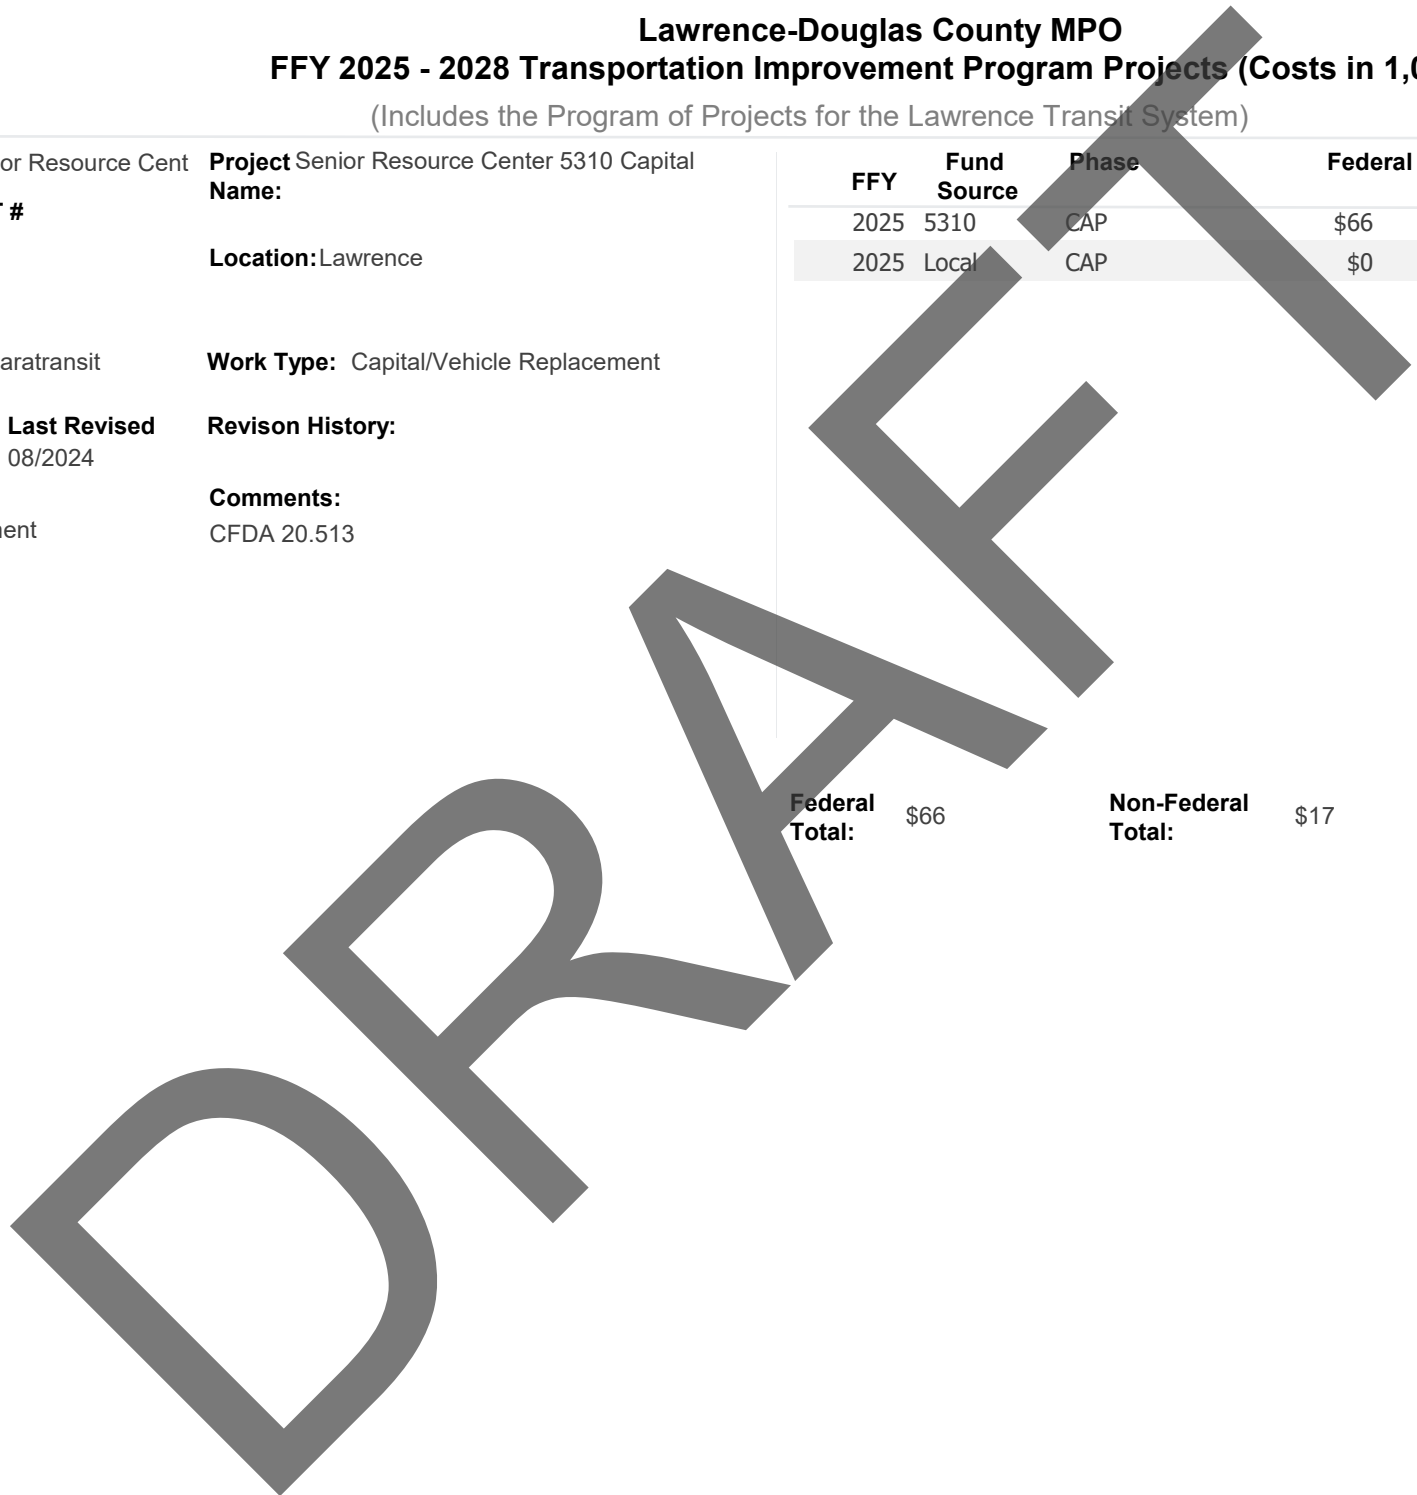 Lawrence-Douglas County MPO
FFY 2025 - 2028 Transportation Improvement Program Projects (Costs in 1,0
(Includes the Program of Projects for the Lawrence Transit System)
or Resource Cent Project Name: Senior Resource Center 5310 Capital
#
Location: Lawrence
aratransit Work Type: Capital/Vehicle Replacement
Last Revised Revison History:
08/2024
Comments:
ent CFDA 20.513
FFY Fund Source Phase Federal
2025 5310 CAP $66
2025 Local CAP $0
Federal Total: $66 Non-Federal Total: $17
DRAFT